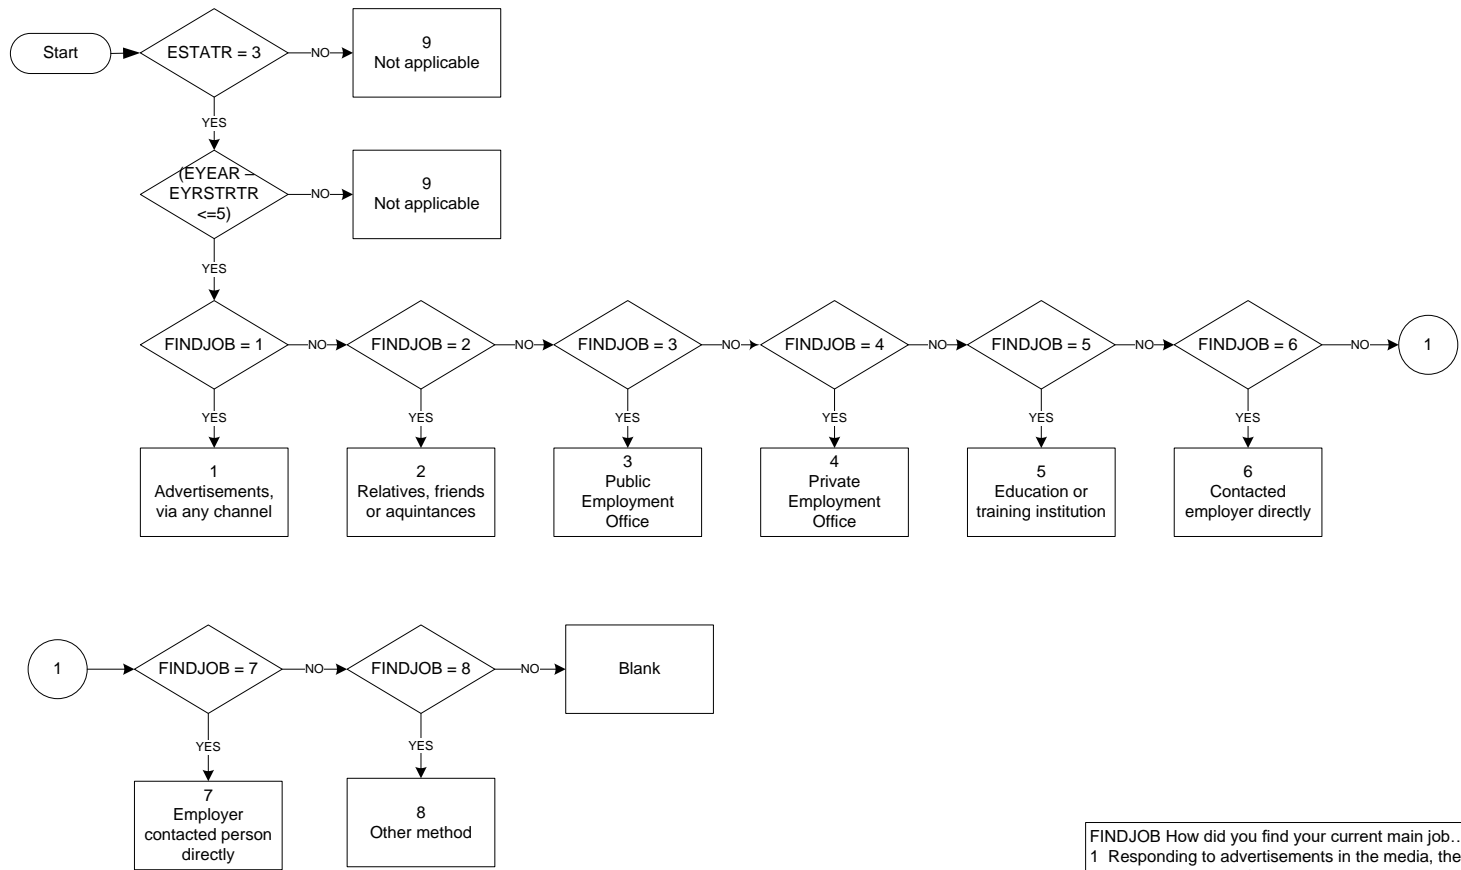 Start
ESTATR = 3
NO
9
Not applicable
YES
(EYEAR –
EYRSTRTR
<=5)
NO
9
Not applicable
YES
FINDJOB = 1
NO
FINDJOB = 2
NO
FINDJOB = 3
NO
FINDJOB = 4
NO
FINDJOB = 5
NO
FINDJOB = 6
NO
1
YES
YES
YES
YES
YES
YES
1
Advertisements,
via any channel
2
Relatives, friends
or aquintances
3
Public
Employment
Office
4
Private
Employment
Office
5
Education or
training institution
6
Contacted
employer directly
1
FINDJOB = 7
NO
FINDJOB = 8
NO
Blank
YES
YES
7
Employer
contacted person
directly
8
Other method
FINDJOB How did you find your current main job..
1 Responding to advertisements in the media, the